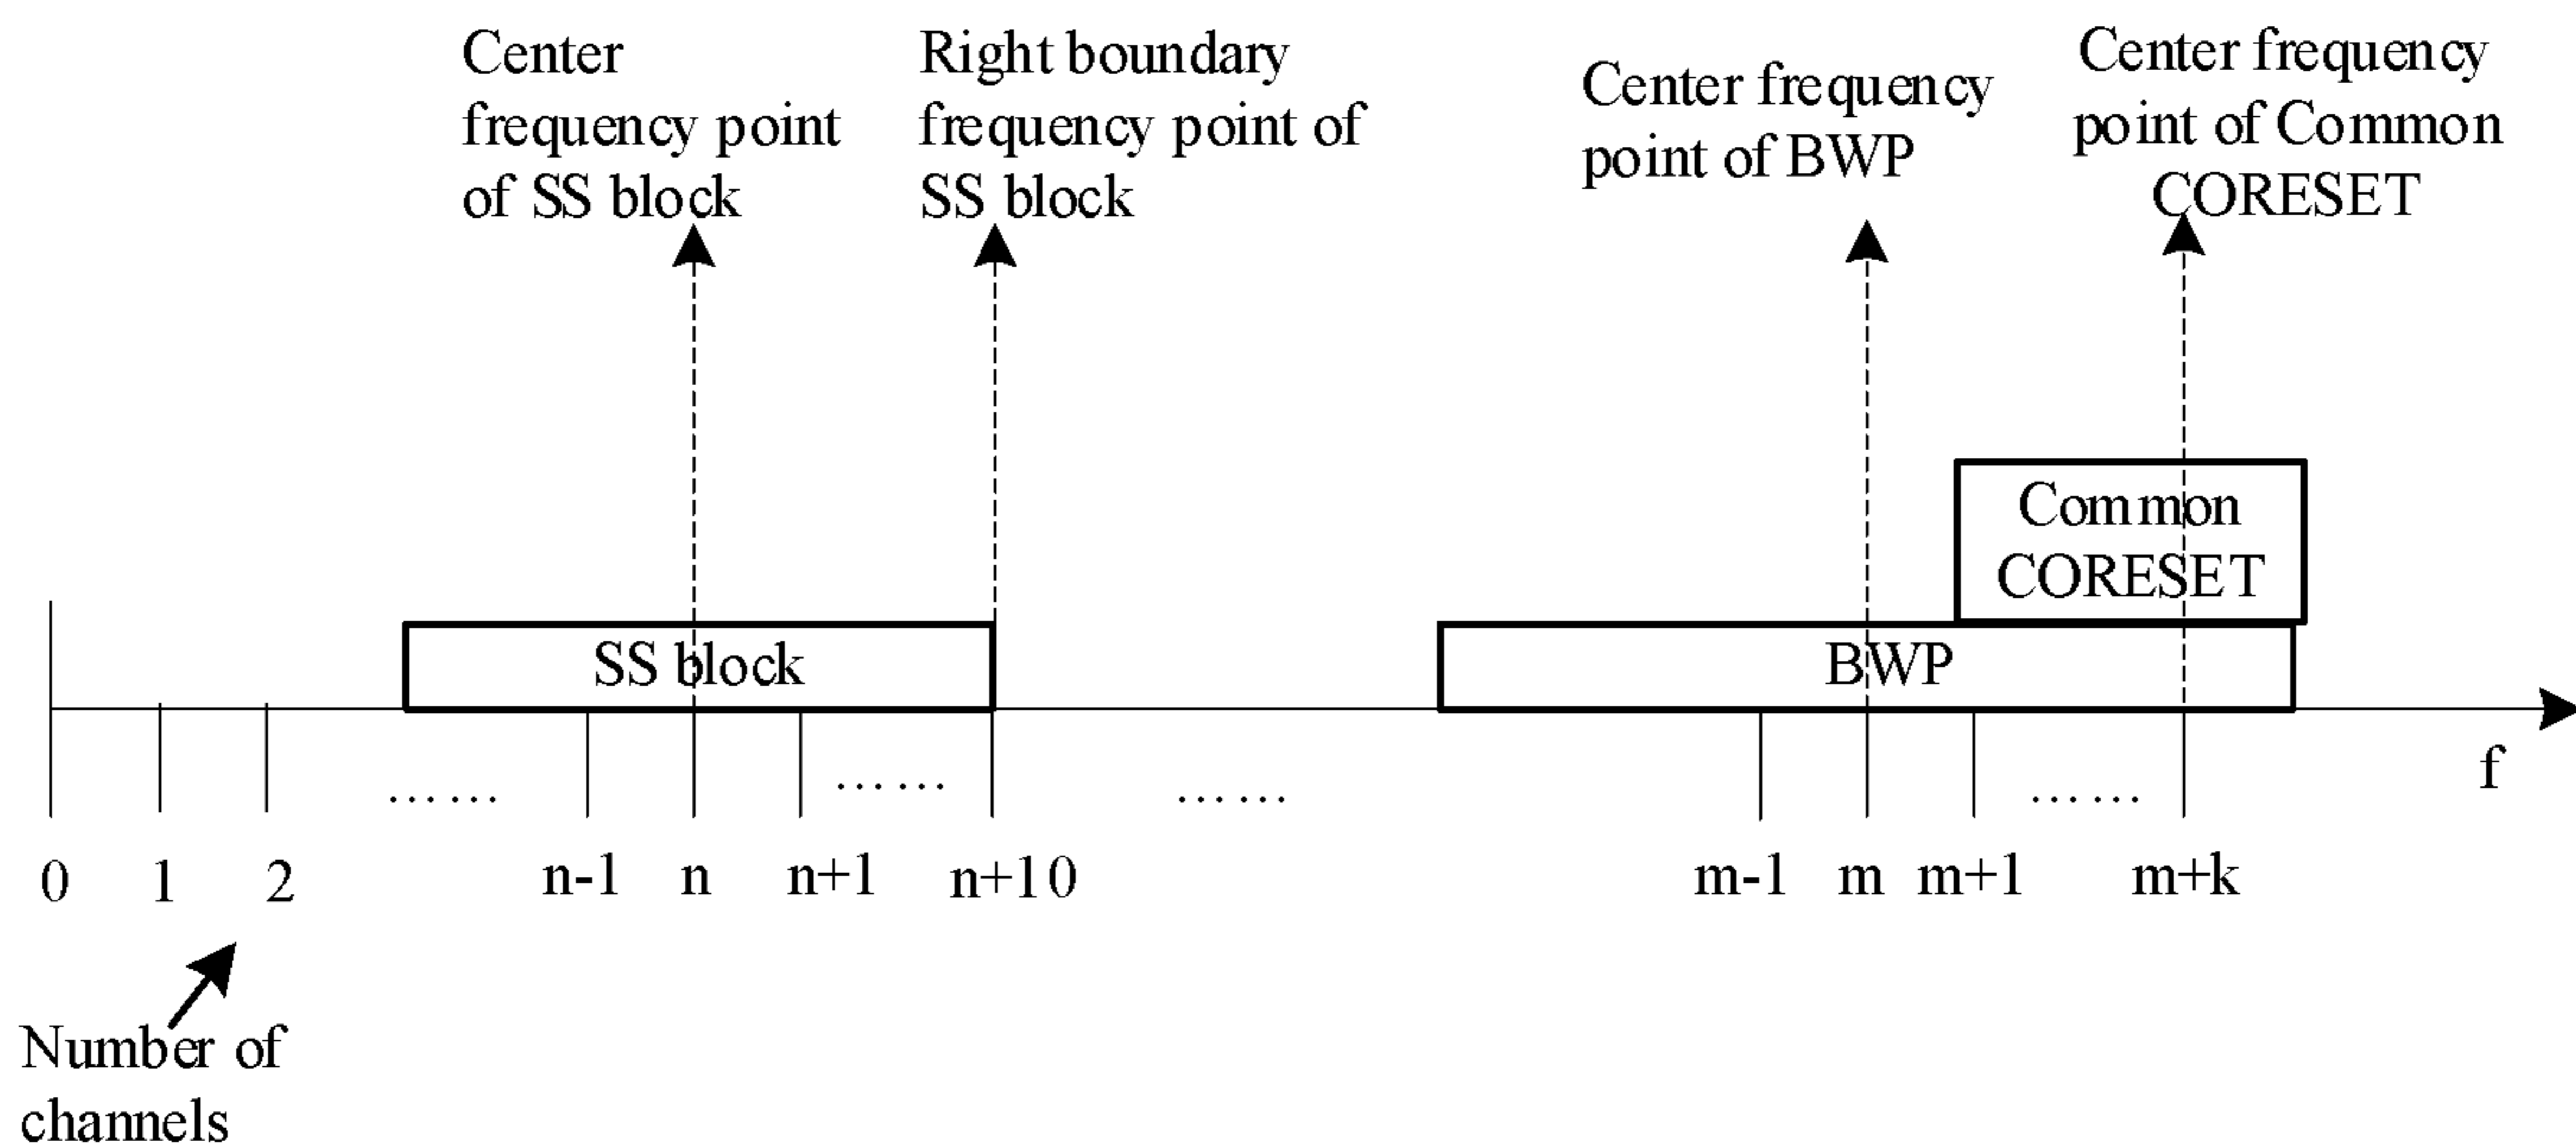 Center
frequency point
of SS block
Right boundary
frequency point of
SS block
Center frequency
point of BWP
Center frequency
point of Common
CORESET
Common
CORESET
SS block
BWP
f
……
……
……
……
0 1 2 n-1 n n+1 n+10 m-1 m m+1 m+k
Number of
channels